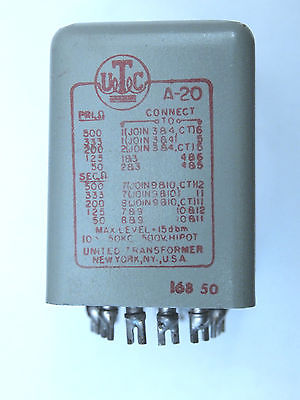 UTC
A-20
PRI.Ω CONNECT
TO
500 1(JOIN 3&4,CT)6
333 1(JOIN 3&4) 5
200 2(JOIN 3&4,CT)5
125 1&3 4&6
50 2&3 4&5
SEC.Ω
500 7(JOIN 9&10,CT)12
333 7(JOIN 9&10) 11
200 8(JOIN 9&10,CT)11
125 7&9 10&12
50 8&9 10&11
MAX. LEVEL=+15dbm
50KC. 500V. HIPOT
UNITED TRANSFORMER
NEW YORK, N.Y., U.S.A.
168 50